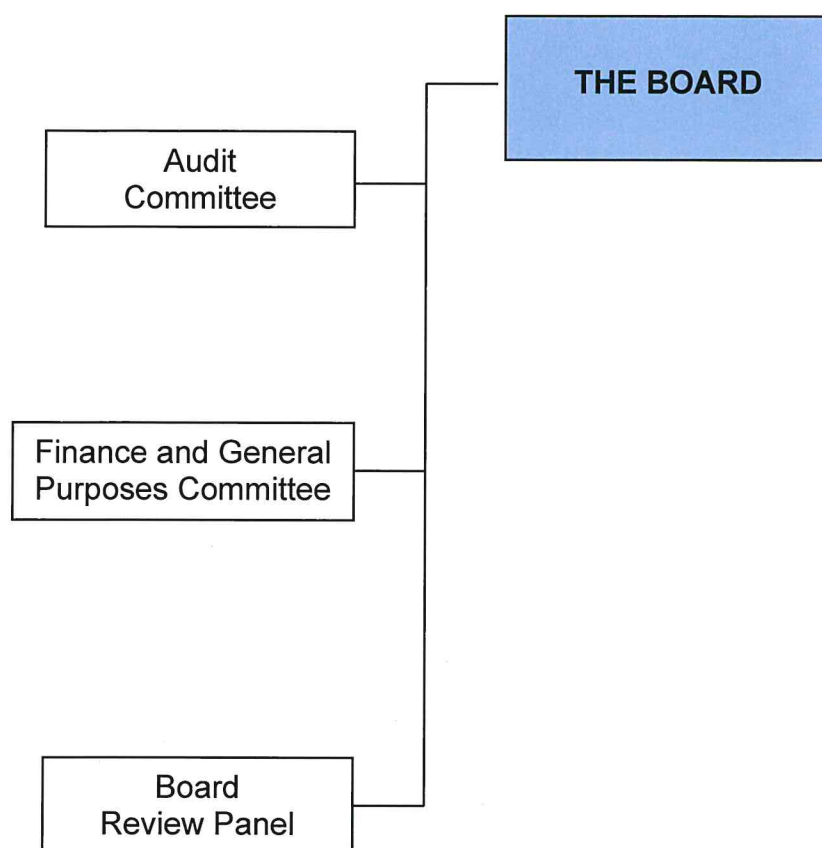 THE BOARD
Audit
Committee
Finance and General
Purposes Committee
Board
Review Panel